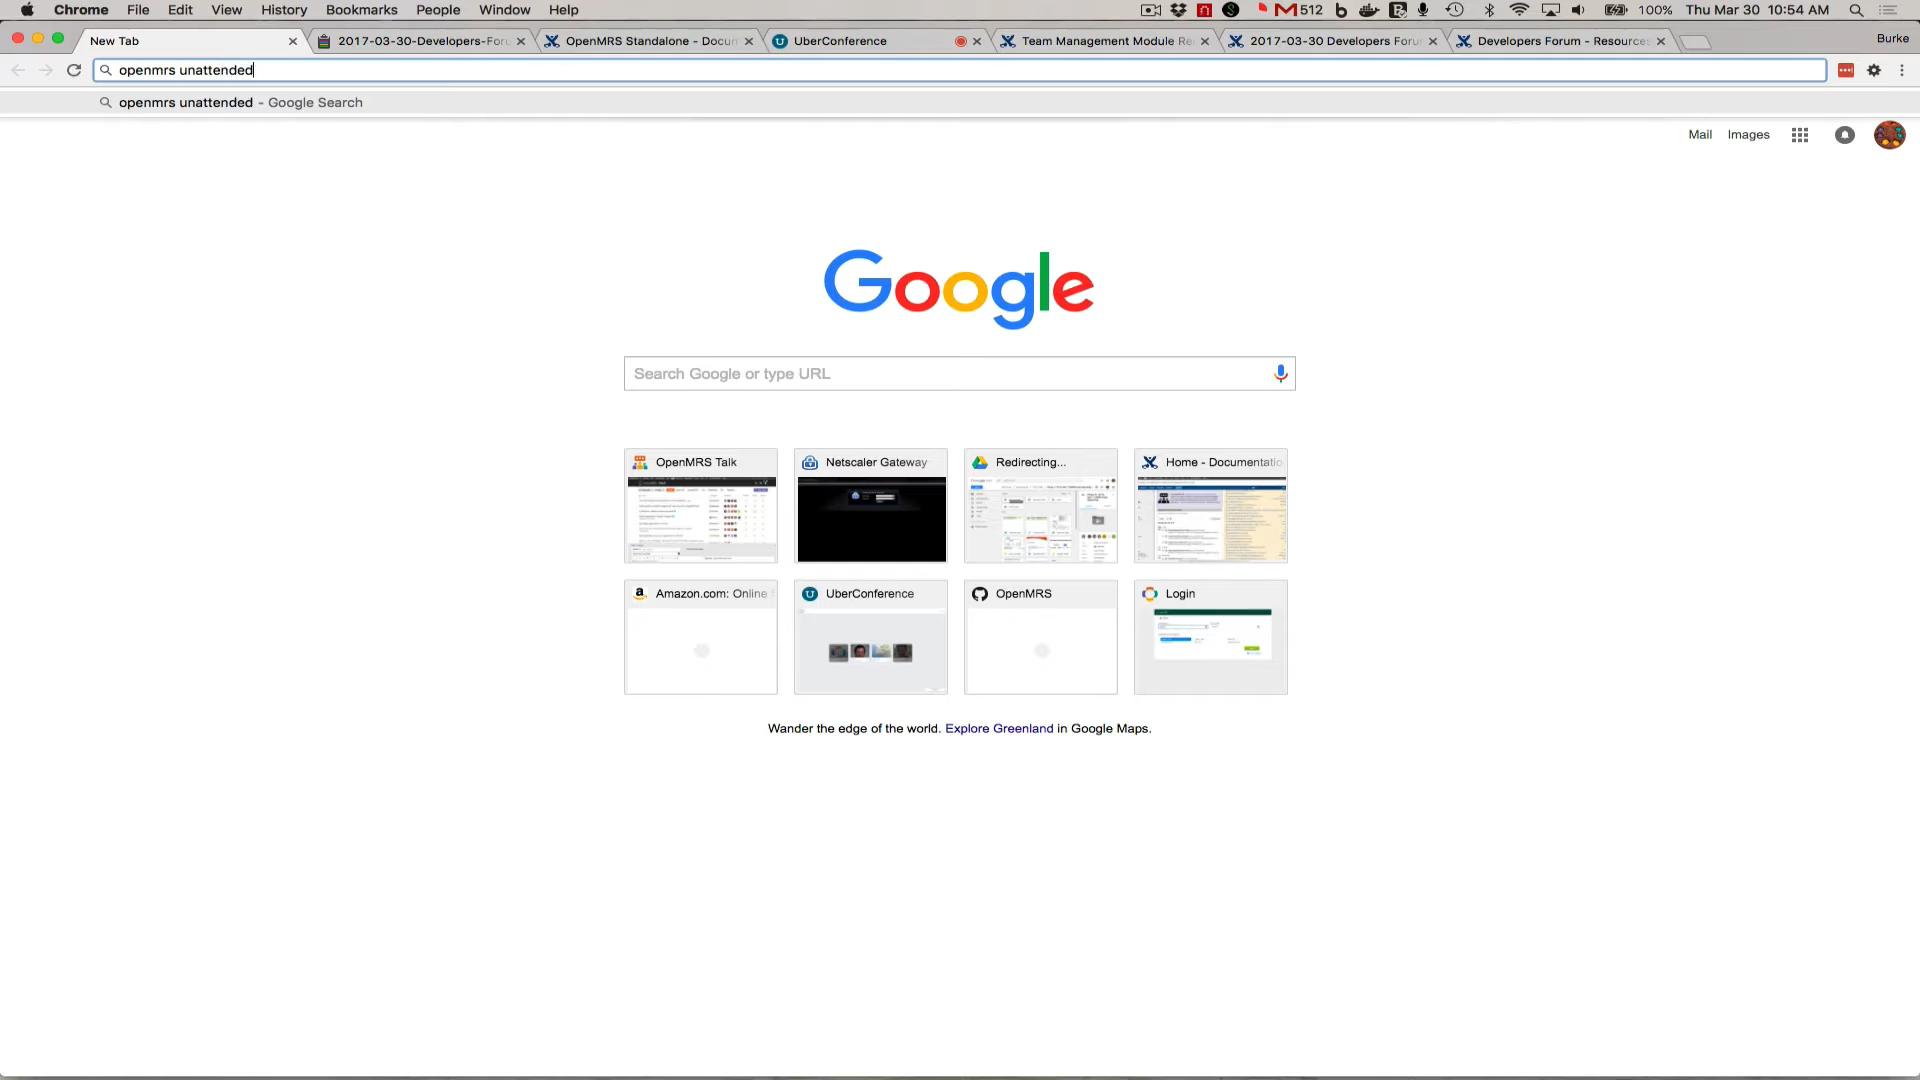 Chrome File Edit View History Bookmarks People Window Help 512 100% Thu Mar 30 10:54 AM
New Tab 2017-03-30-Developers-Foru OpenMRS Standalone - Docum UberConference Team Management Module Re 2017-03-30 Developers Foru Developers Forum - Resources Burke
openmrs unattended
openmrs unattended - Google Search
Mail Images
Google
Search Google or type URL
OpenMRS Talk Netscaler Gateway Redirecting... Home - Documentatio
Amazon.com: Online UberConference OpenMRS Login
Wander the edge of the world. Explore Greenland in Google Maps.